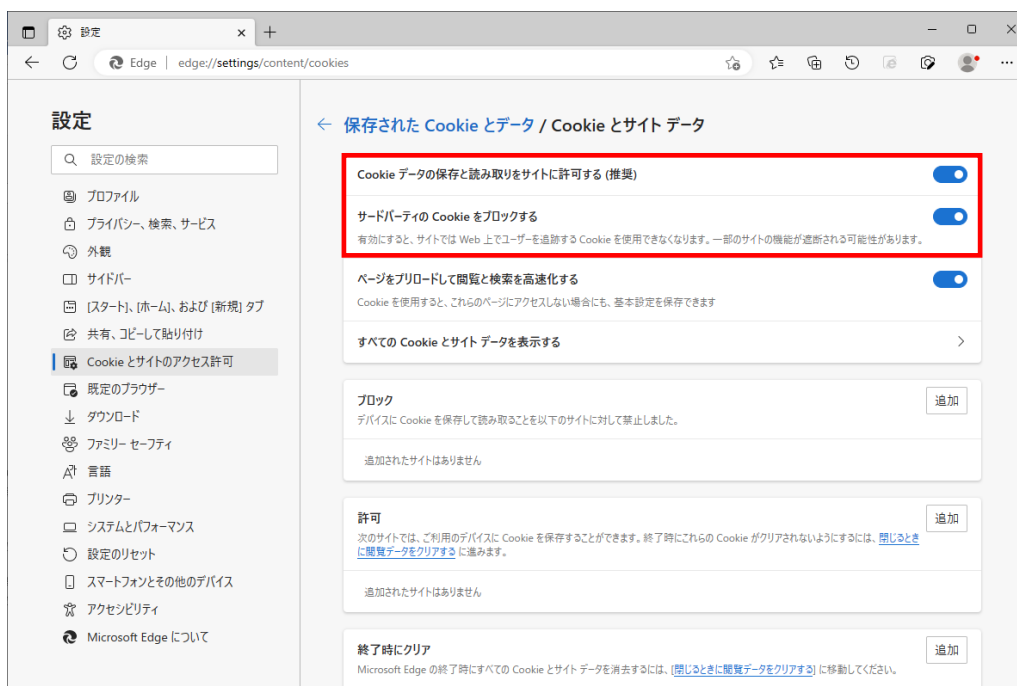 設定
Edge
edge://settings/content/cookies
設定
設定の検索
プロファイル
プライバシー、検索、サービス
外観
サイドバー
[スタート]、[ホーム]、および [新規] タブ
共有、コピーして貼り付け
Cookie とサイトのアクセス許可
既定のブラウザー
ダウンロード
ファミリー セーフティ
言語
プリンター
システムとパフォーマンス
設定のリセット
スマートフォンとその他のデバイス
アクセシビリティ
Microsoft Edge について
保存された Cookie とデータ / Cookie とサイト データ
Cookie データの保存と読み取りをサイトに許可する (推奨)
サードパーティの Cookie をブロックする
有効にすると、サイトでは Web 上でユーザーを追跡する Cookie を使用できなくなります。一部のサイトの機能が遮断される可能性があります。
ページをプリロードして閲覧と検索を高速化する
Cookie を使用すると、これらのページにアクセスしない場合にも、基本設定を保存できます
すべての Cookie とサイト データを表示する
ブロック
追加
デバイスに Cookie を保存して読み取ることを以下のサイトに対して禁止しました。
追加されたサイトはありません
許可
追加
次のサイトでは、ご利用のデバイスに Cookie を保存することができます。終了時にこれらの Cookie がクリアされないようにするには、閉じるとき
に閲覧データをクリアする に進みます。
追加されたサイトはありません
終了時にクリア
追加
Microsoft Edge の終了時にすべての Cookie とサイト データを消去するには、[閉じるときに閲覧データをクリアする] に移動してください。